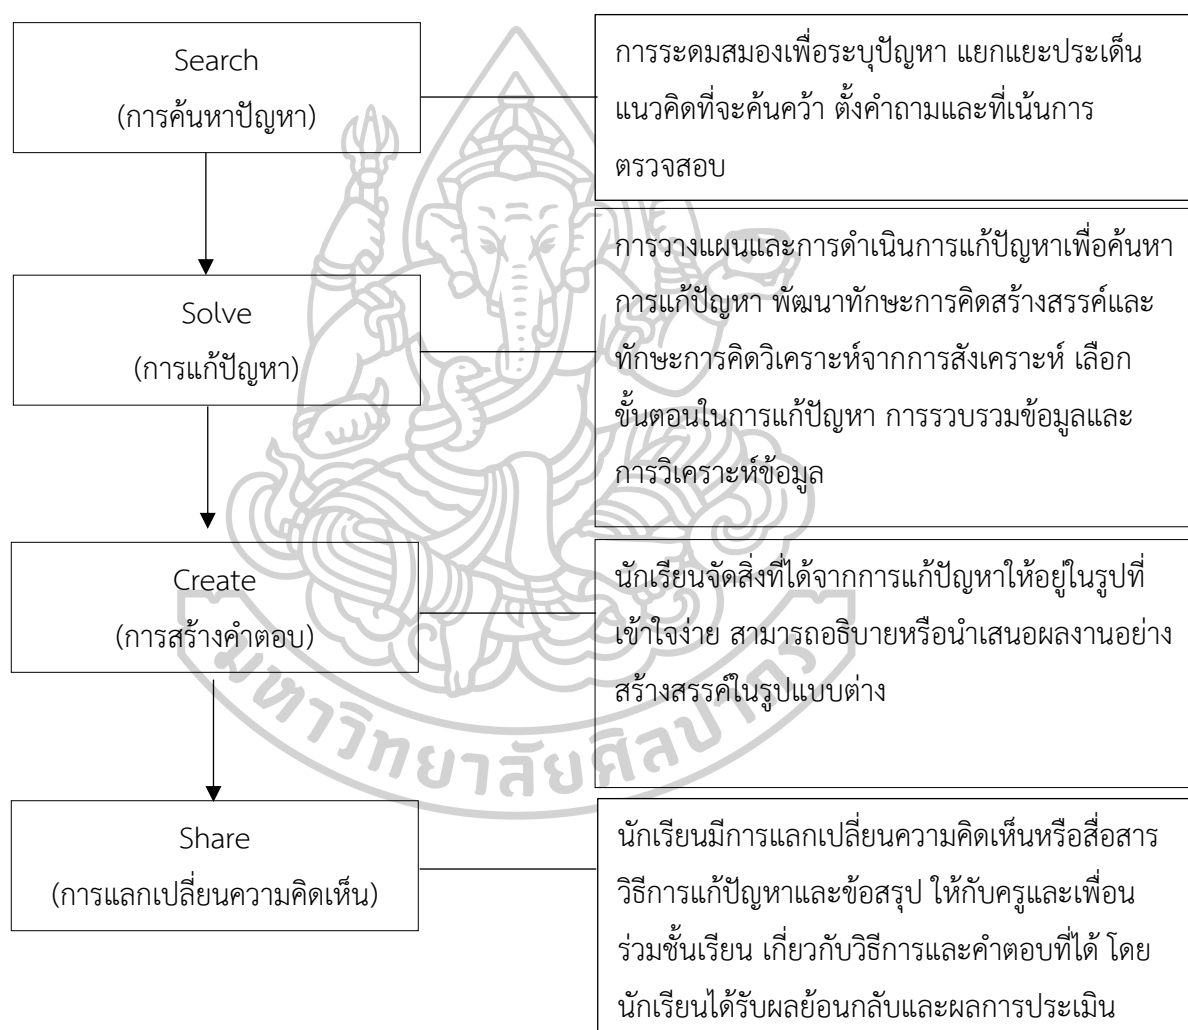 Search
(การค้นหาปัญหา)
การระดมสมองเพื่อระบุปัญหา แยกแยะประเด็น
แนวคิดที่จะค้นคว้า ตั้งคำถามและที่เน้นการ
ตรวจสอบ
Solve
(การแก้ปัญหา)
การวางแผนและการดำเนินการแก้ปัญหาเพื่อค้นหา
การแก้ปัญหา พัฒนาทักษะการคิดสร้างสรรค์และ
ทักษะการคิดวิเคราะห์จากการสังเคราะห์ เลือก
ขั้นตอนในการแก้ปัญหา การรวบรวมข้อมูลและ
การวิเคราะห์ข้อมูล
Create
(การสร้างคำตอบ)
นักเรียนจัดสิ่งที่ได้จากการแก้ปัญหาให้อยู่ในรูปที่
เข้าใจง่าย สามารถอธิบายหรือนำเสนอผลงานอย่าง
สร้างสรรค์ในรูปแบบต่าง
มหาวิทยาลัยศิลปากร
Share
(การแลกเปลี่ยนความคิดเห็น)
นักเรียนมีการแลกเปลี่ยนความคิดเห็นหรือสื่อสาร
วิธีการแก้ปัญหาและข้อสรุป ให้กับครูและเพื่อน
ร่วมชั้นเรียน เกี่ยวกับวิธีการและคำตอบที่ได้ โดย
นักเรียนได้รับผลย้อนกลับและผลการประเมิน